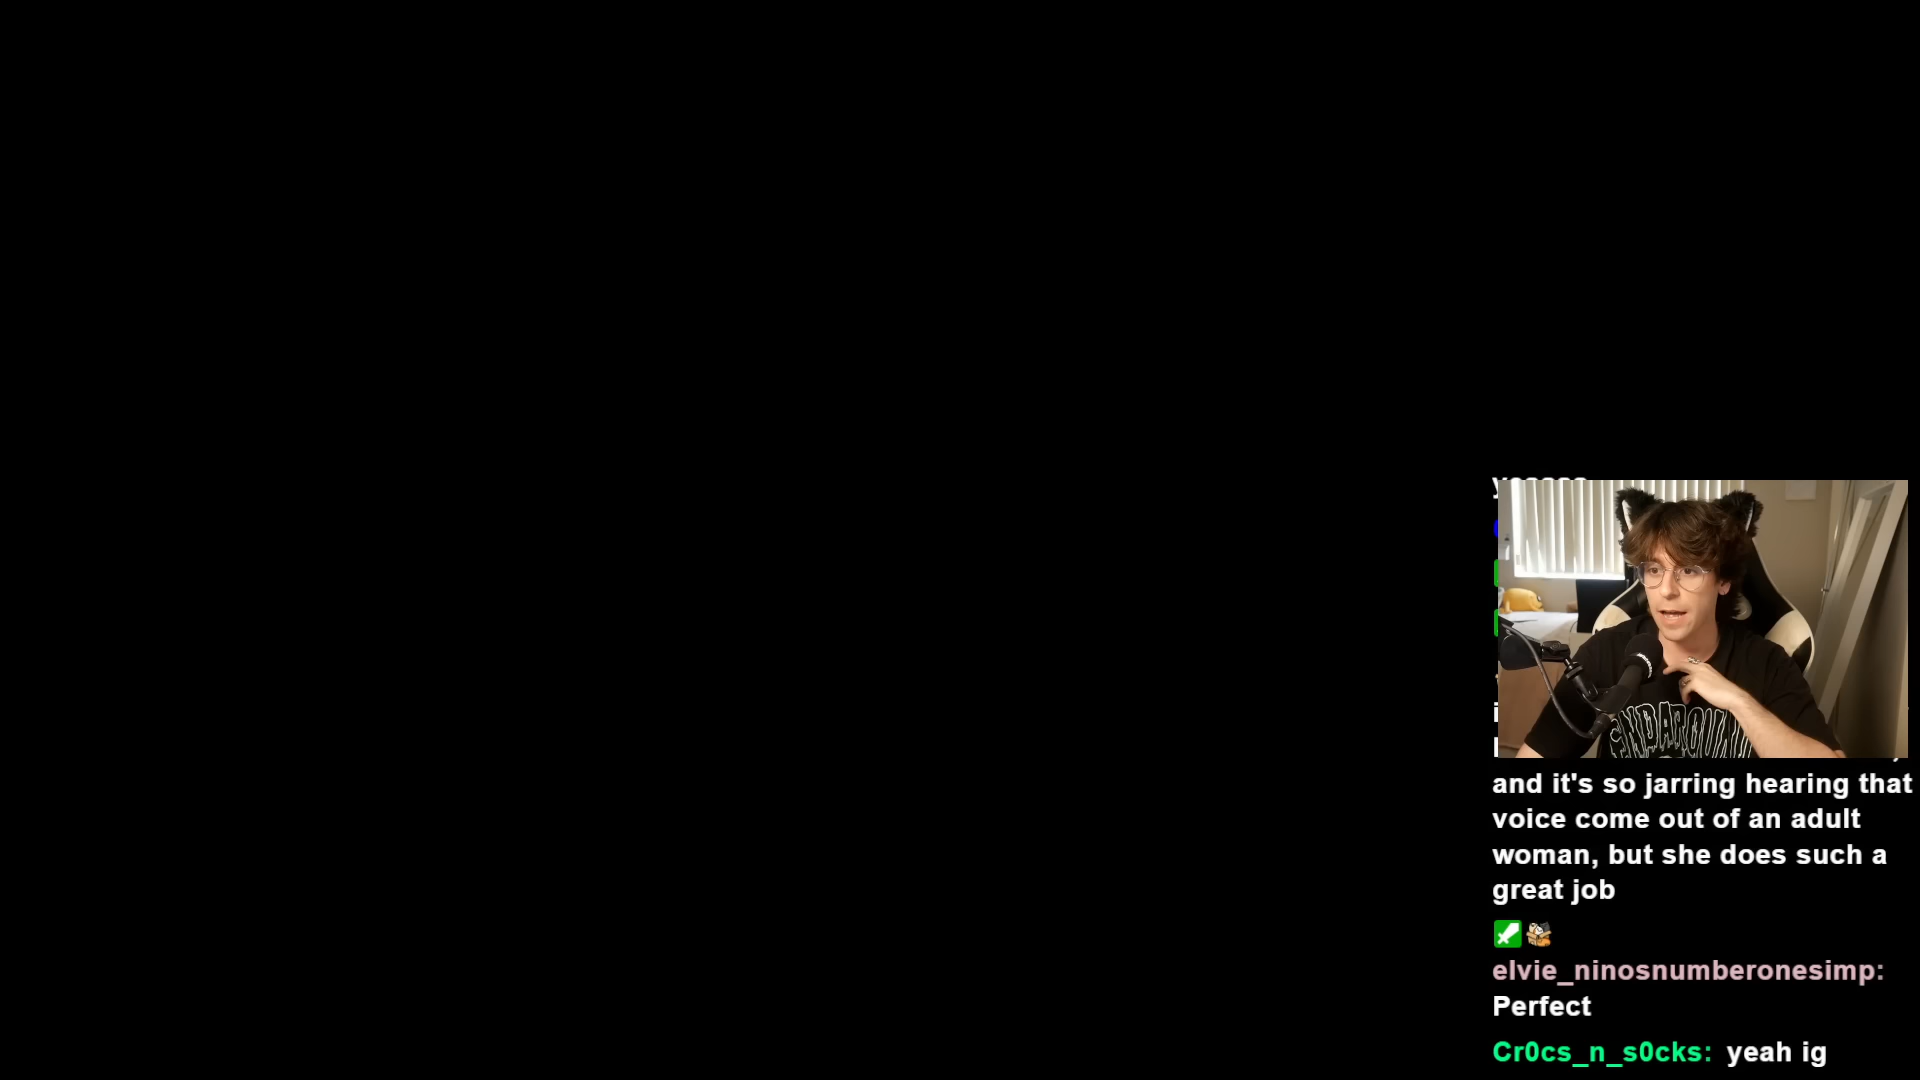 and it's so jarring hearing that
voice come out of an adult
woman, but she does such a
great job
elvie_ninosnumberonesimp:
Perfect
Cr0cs_n_s0cks: yeah ig